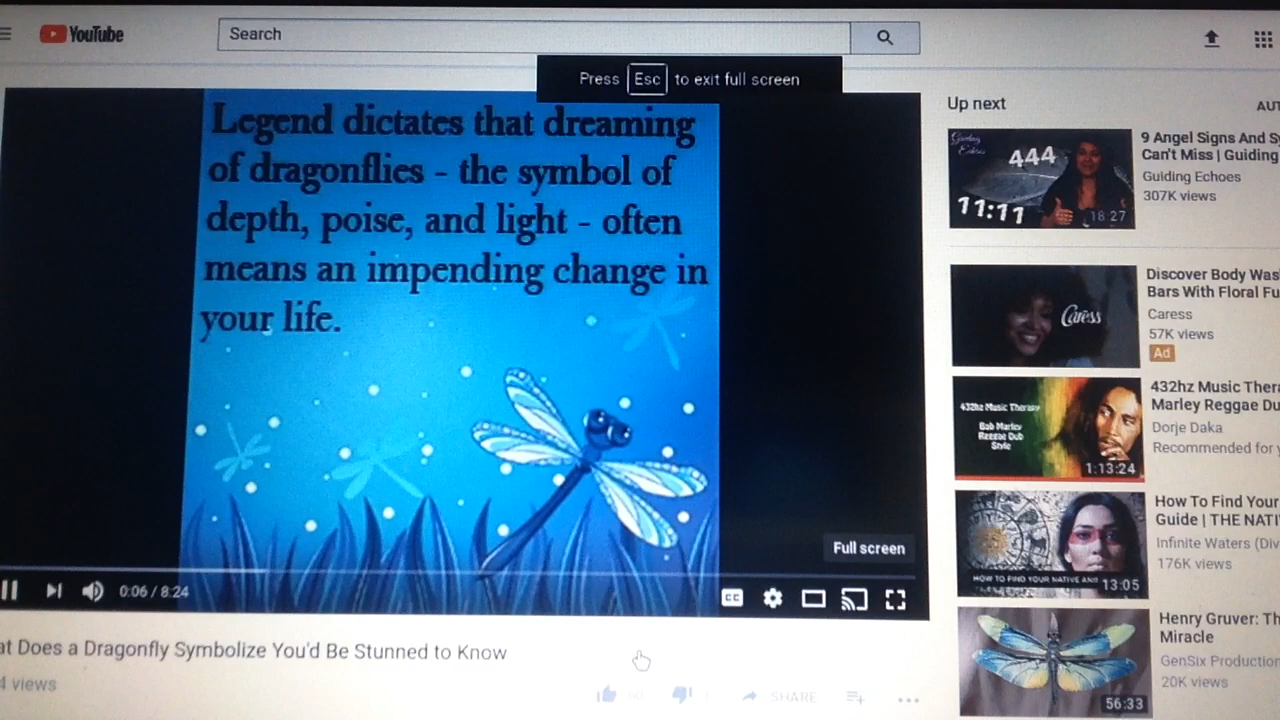 YouTube
Search
Press Esc to exit full screen
Legend dictates that dreaming
of dragonflies - the symbol of
depth, poise, and light - often
means an impending change in
your life.
Full screen
0:06 / 8:24
CC
at Does a Dragonfly Symbolize You'd Be Stunned to Know
4 views
SHARE
Up next
AUT
444
11:11
18:27
9 Angel Signs And Sy
Can't Miss | Guiding
Guiding Echoes
307K views
Caress
Discover Body Was
Bars With Floral Fu
Caress
57K views
Ad
432hz Music Therapy
Bob Marley
Reggae Dub
Style
1:13:24
432hz Music Thera
Marley Reggae Du
Dorje Daka
Recommended for y
HOW TO FIND YOUR NATIVE ANI
13:05
How To Find Your
Guide | THE NATI
Infinite Waters (Div
176K views
56:33
Henry Gruver: Th
Miracle
GenSix Production
20K views